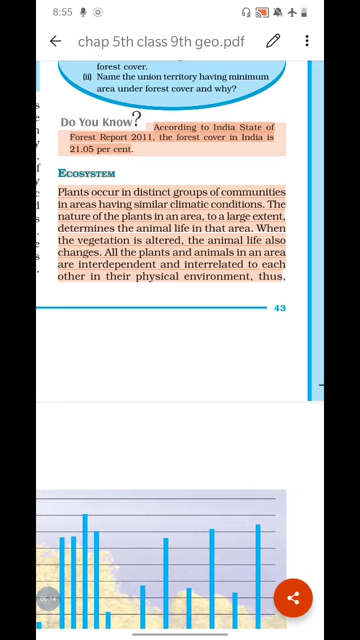 8:55
chap 5th class 9th geo.pdf
forest cover.
(ii) Name the union territory having minimum
area under forest cover and why?
Do You Know? According to India State of
Forest Report 2011, the forest cover in India is
21.05 per cent.
ECOSYSTEM
Plants occur in distinct groups of communities
in areas having similar climatic conditions. The
nature of the plants in an area, to a large extent,
determines the animal life in that area. When
the vegetation is altered, the animal life also
changes. All the plants and animals in an area
are interdependent and interrelated to each
other in their physical environment, thus.
43